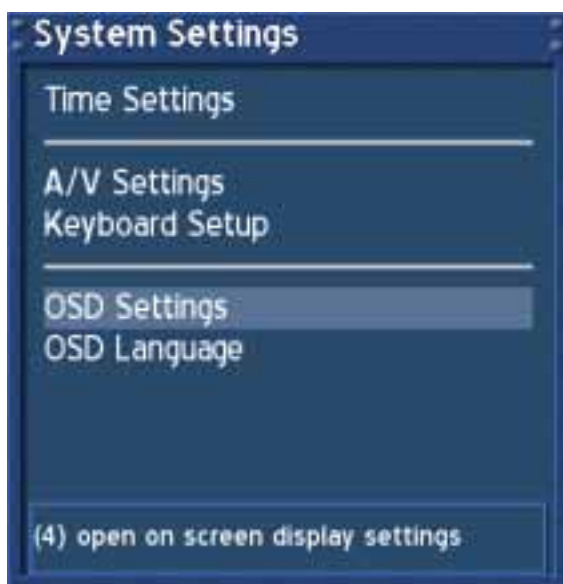 System Settings
Time Settings
A/V Settings
Keyboard Setup
OSD Settings
OSD Language
(4) open on screen display settings